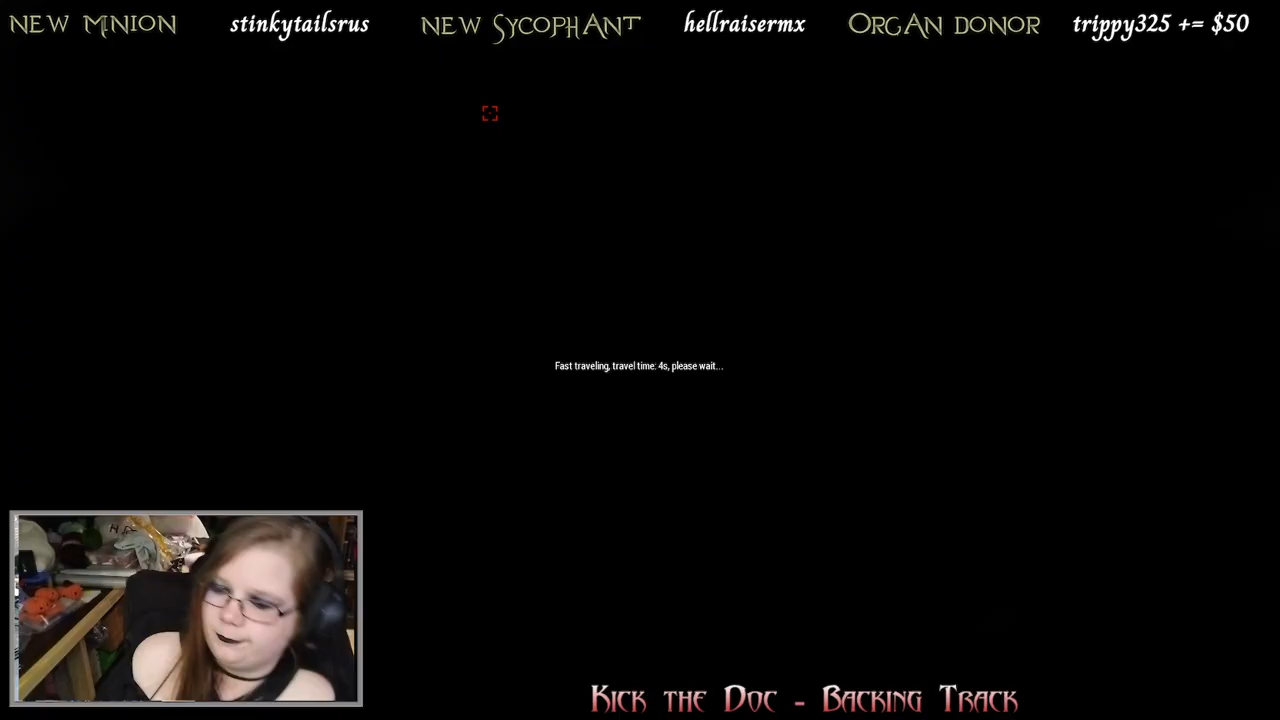 NEW MINION stinkytailsrus NEW SYCOPHANT hellraisermx ORGAN DONOR trippy325 += $50
Fast traveling, travel time: 4s, please wait...
Kick the Doc - Backing Track